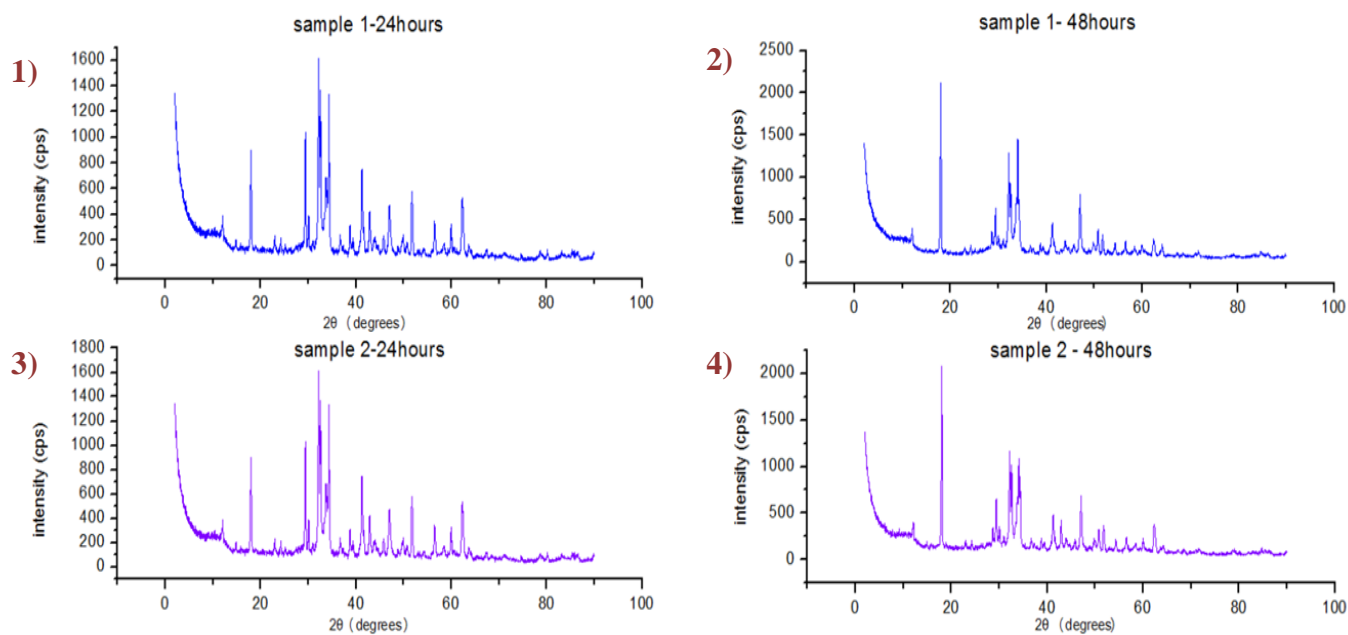 1)
sample 1-24hours
intensity (cps)
1600
1400
1200
1000
800
600
400
200
0
0 20 40 60 80 100
2θ (degrees)
2)
sample 1- 48hours
intensity (cps)
2500
2000
1500
1000
500
0
0 20 40 60 80 100
2θ (degrees)
3)
sample 2-24hours
intensity (cps)
1800
1600
1400
1200
1000
800
600
400
200
0
0 20 40 60 80 100
2θ (degrees)
4)
sample 2 - 48hours
intensity (cps)
2000
1500
1000
500
0
0 20 40 60 80 100
2θ (degrees)